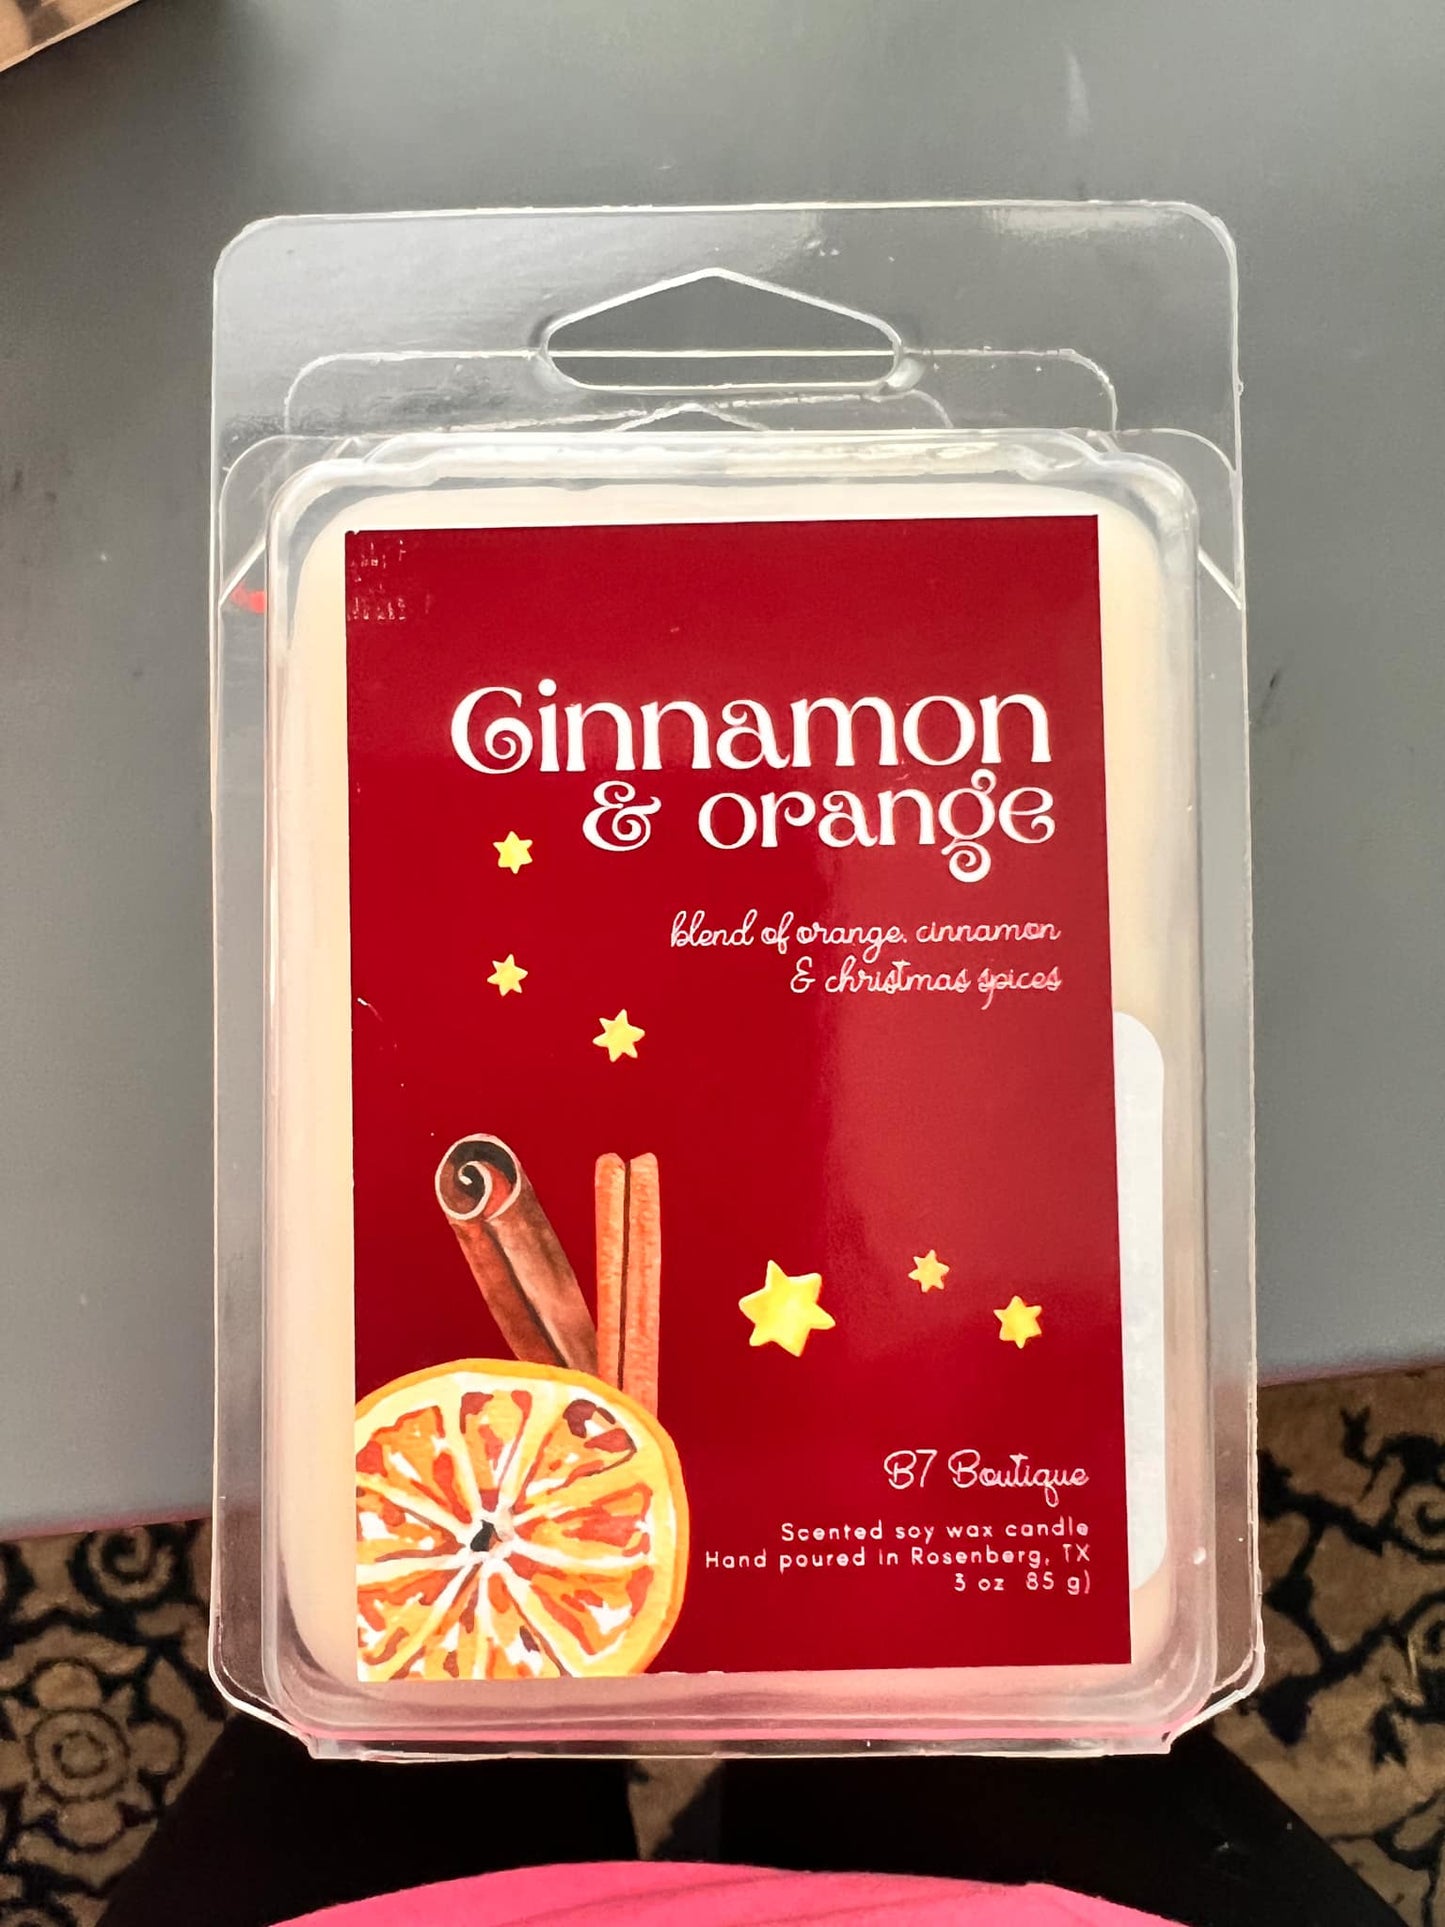 Cinnamon
& orange
blend of orange, cinnamon
& christmas spices
B7 Boutique
Scented soy wax candle
Hand poured in Rosenberg, TX
3 oz 85 g)